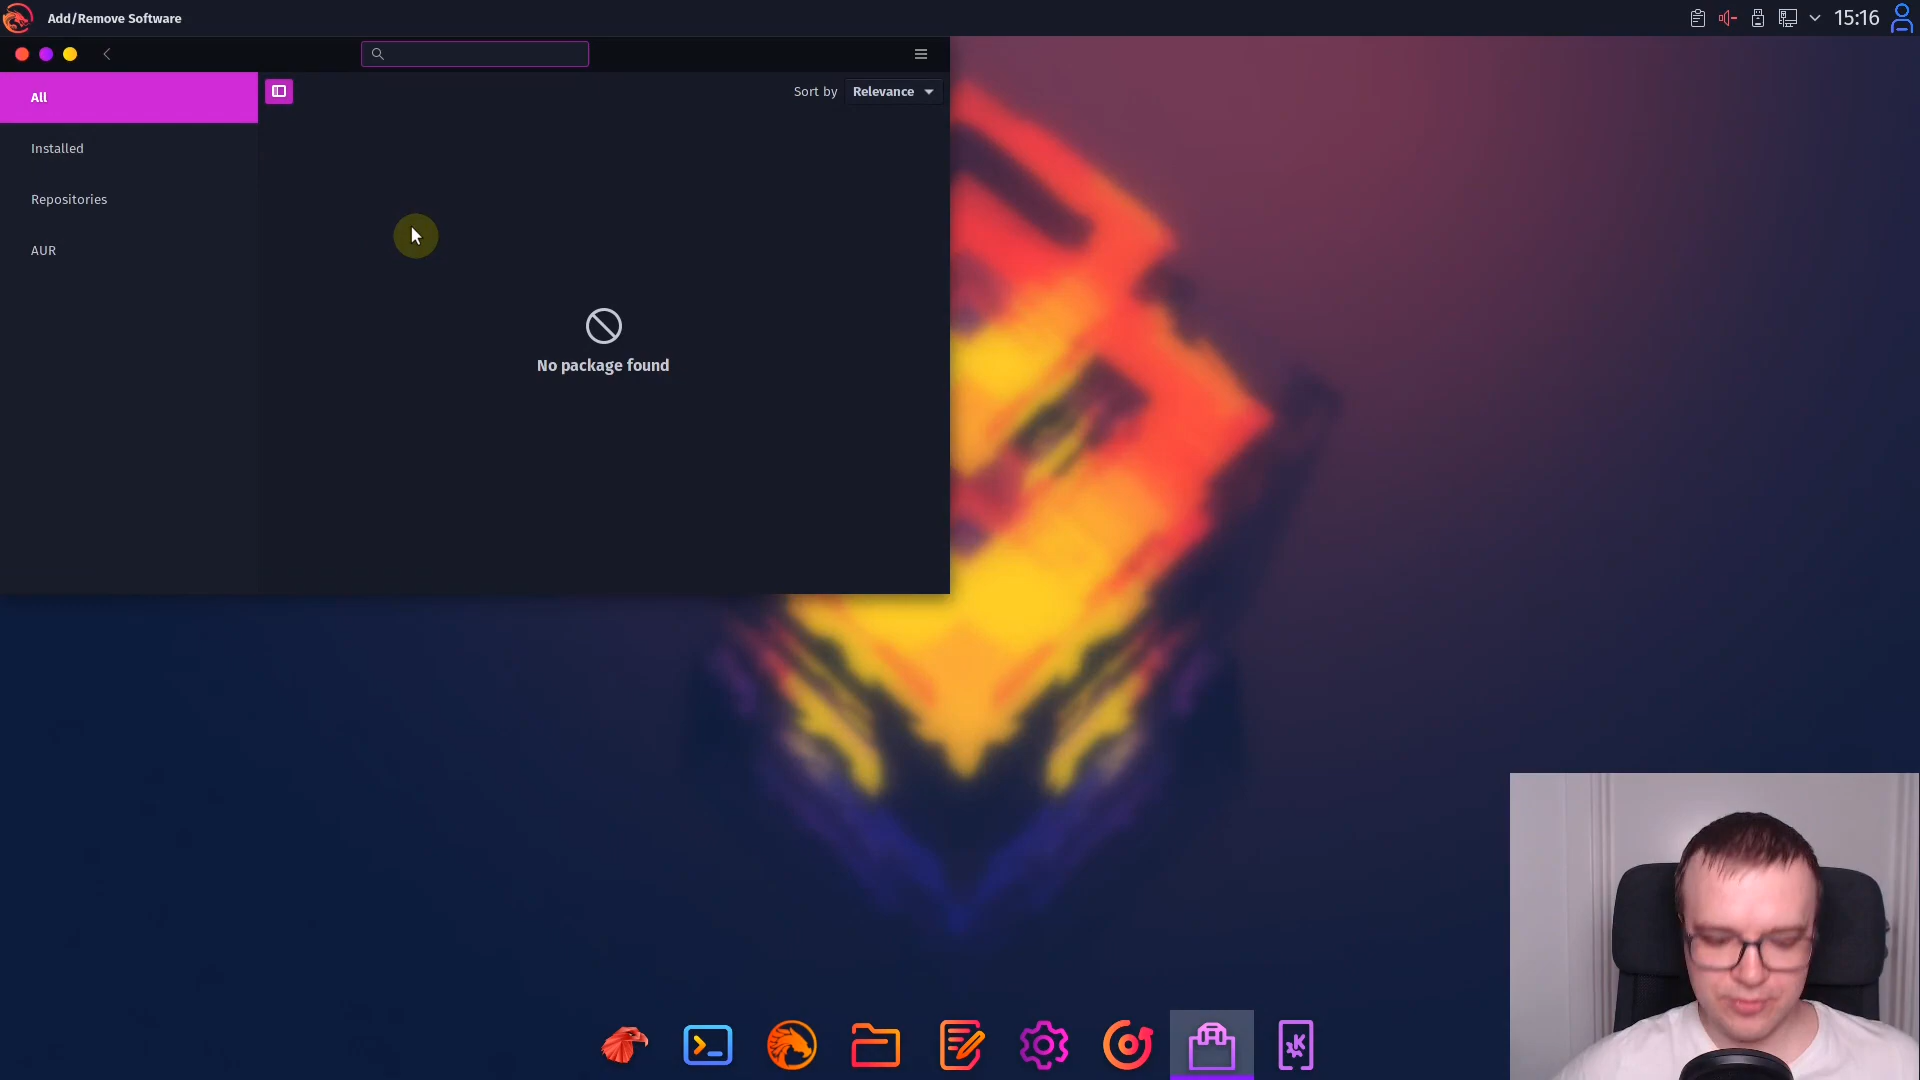 Add/Remove Software
15:16
All
Sort by Relevance
Installed
Repositories
AUR
No package found